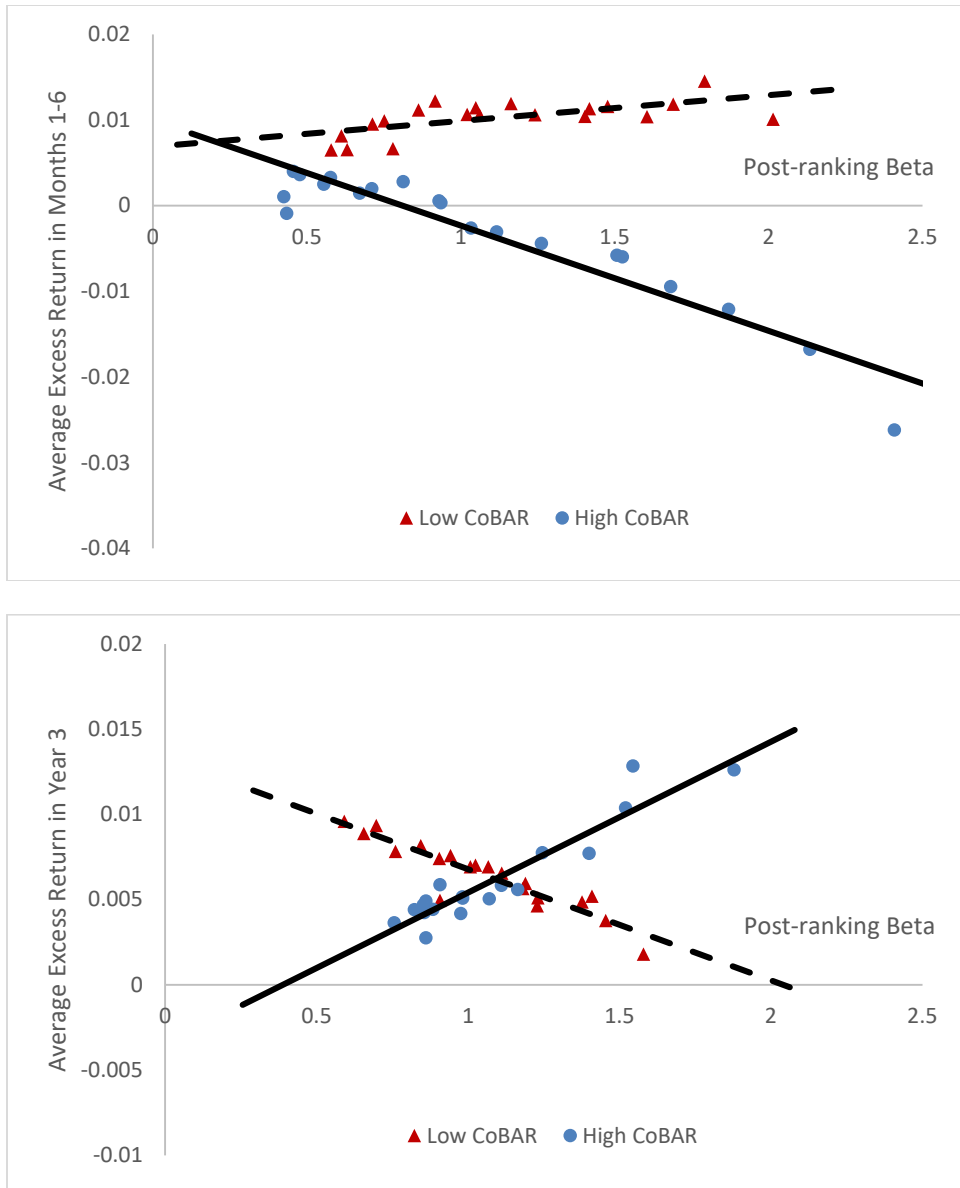 0.02
0.01
0
-0.01
-0.02
-0.03
-0.04
0 0.5 1 1.5 2 2.5
Average Excess Return in Months 1-6
Post-ranking Beta
Low CoBAR High CoBAR
0.02
0.015
0.01
0.005
0
-0.005
-0.01
0 0.5 1 1.5 2 2.5
Average Excess Return in Year 3
Post-ranking Beta
Low CoBAR High CoBAR